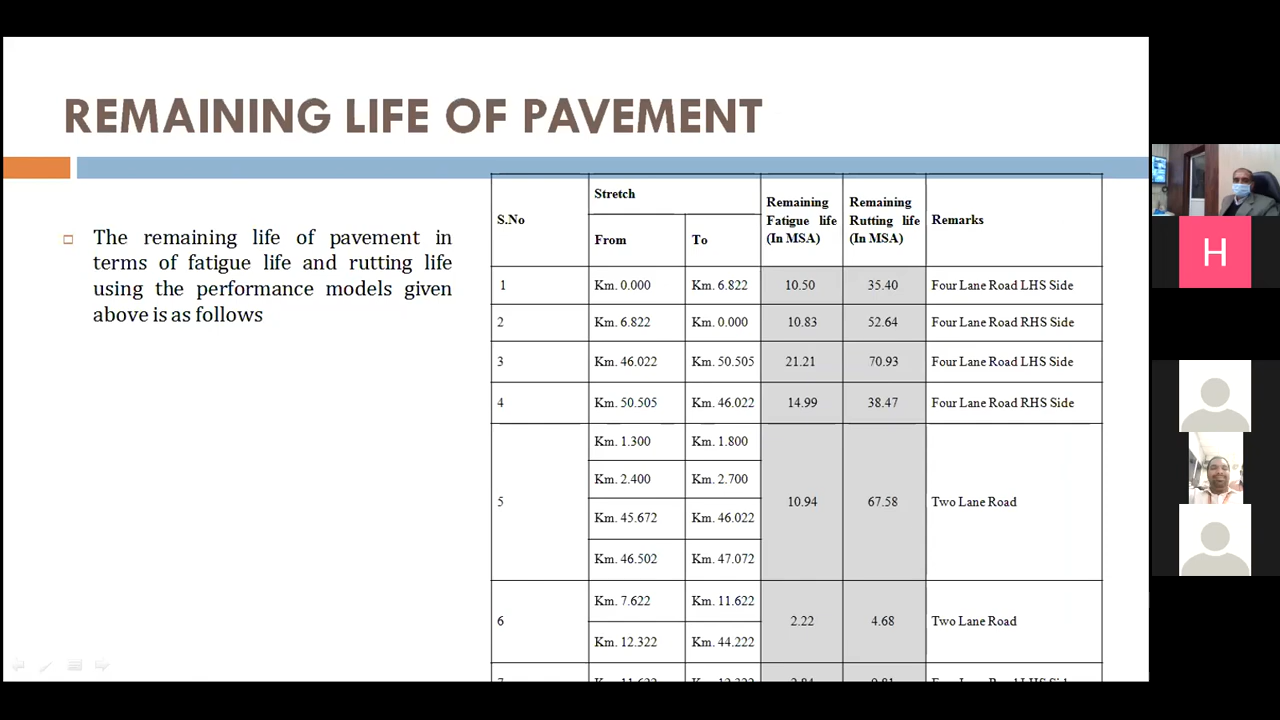 REMAINING LIFE OF PAVEMENT
The remaining life of pavement in
terms of fatigue life and rutting life
using the performance models given
above is as follows
S.No Stretch Remaining Fatigue life (In MSA) Remaining Rutting life (In MSA) Remarks
From To
1 Km. 0.000 Km. 6.822 10.50 35.40 Four Lane Road LHS Side
2 Km. 6.822 Km. 0.000 10.83 52.64 Four Lane Road RHS Side
3 Km. 46.022 Km. 50.505 21.21 70.93 Four Lane Road LHS Side
4 Km. 50.505 Km. 46.022 14.99 38.47 Four Lane Road RHS Side
5 Km. 1.300 Km. 1.800 10.94 67.58 Two Lane Road
Km. 2.400 Km. 2.700
Km. 45.672 Km. 46.022
Km. 46.502 Km. 47.072
6 Km. 7.622 Km. 11.622 2.22 4.68 Two Lane Road
Km. 12.322 Km. 44.222
H